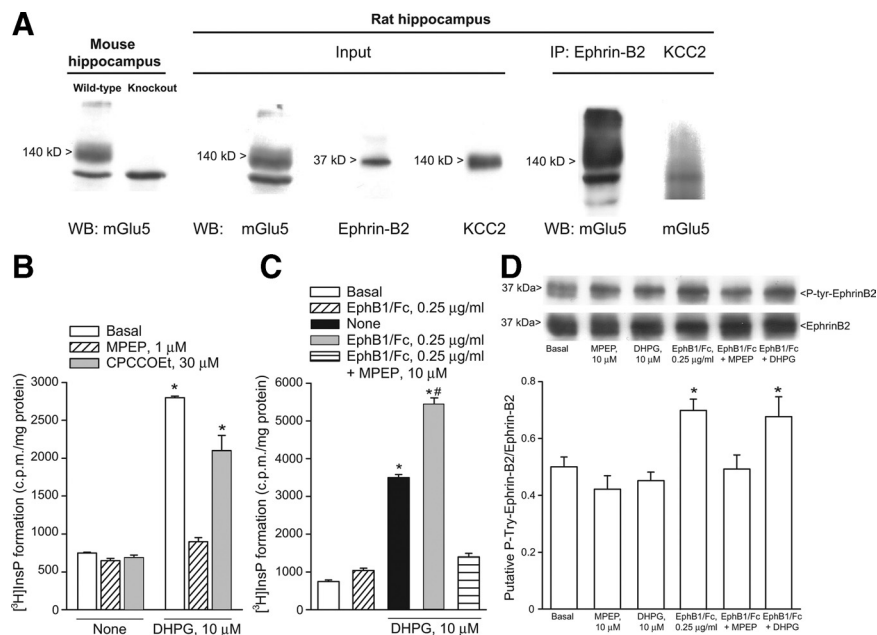 A
Rat hippocampus
Mouse hippocampus
Input
IP: Ephrin-B2 KCC2
Wild-type Knockout
140 kD >
140 kD >
37 kD >
140 kD >
140 kD >
WB: mGlu5
WB: mGlu5 Ephrin-B2 KCC2
WB: mGlu5 mGlu5
B
Basal
MPEP, 1 µM
CPCCOEt, 30 µM
[³H]InsP formation (c.p.m./mg protein)
3000
2500
2000
1500
1000
500
0
*
*
None
DHPG, 10 µM
C
Basal
EphB1/Fc, 0.25 µg/ml
None
EphB1/Fc, 0.25 µg/ml
EphB1/Fc, 0.25 µg/ml
+ MPEP, 10 µM
[³H]InsP formation (c.p.m./mg protein)
6000
5000
4000
3000
2000
1000
0
*
*#
DHPG, 10 µM
D
37 kDa>
<P-tyr-EphrinB2
37 kDa>
<EphrinB2
Basal
MPEP, 10 µM
DHPG, 10 µM
EphB1/Fc, 0.25 µg/ml
EphB1/Fc + MPEP
EphB1/Fc + DHPG
Putative P-Try-Ephrin-B2/Ephrin-B2
0.8
0.6
0.4
0.2
0
*
*
Basal
MPEP, 10 µM
DHPG, 10 µM
EphB1/Fc, 0.25 µg/ml
EphB1/Fc + MPEP
EphB1/Fc + DHPG